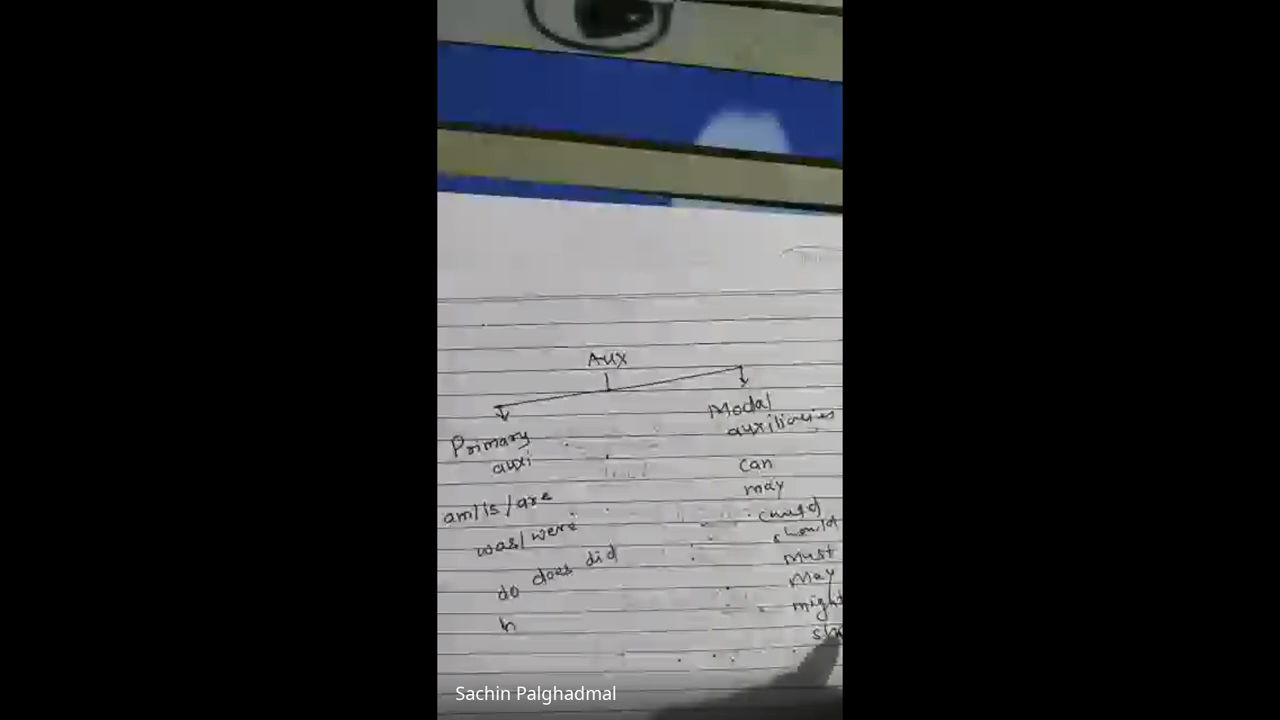 Aux
Primary
auxi
am/is/are
was/were
do does did
h
Modal
auxiliaries
can
may
could
should
must
may
might
Sachin Palghadmal